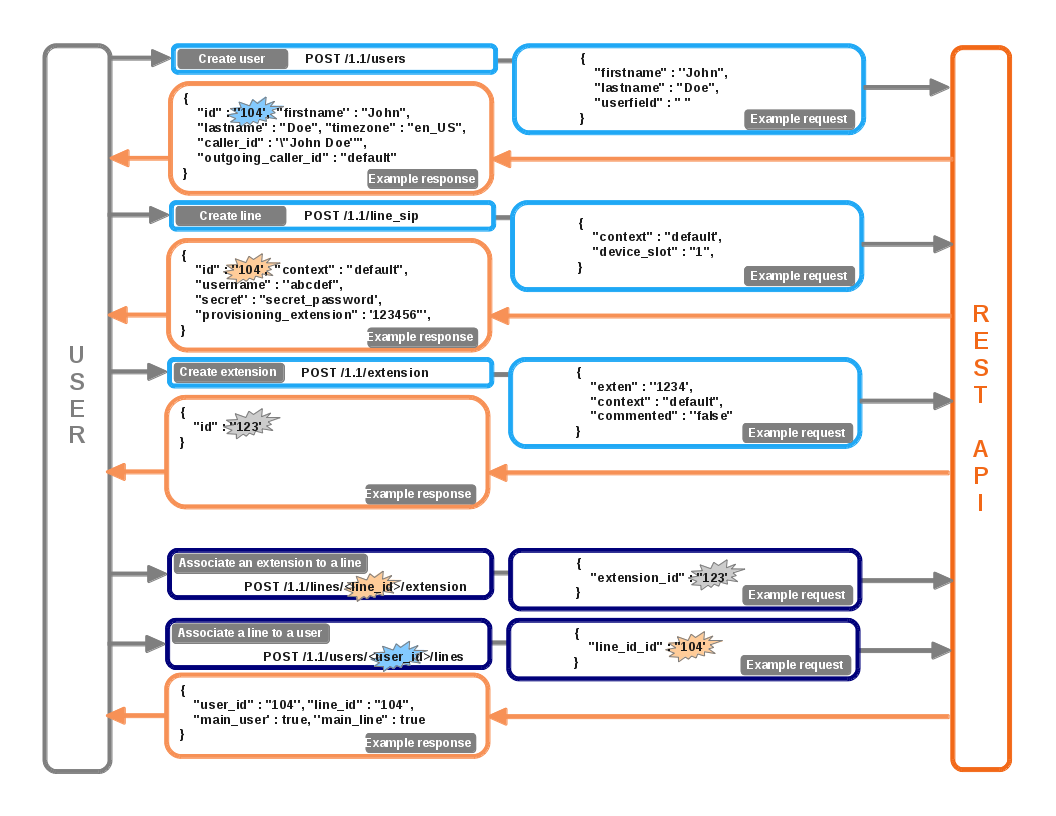 Create user POST /1.1/users
{
"firstname" : "John",
"lastname" : "Doe",
"userfield" : " "
}
Example request
{
"id" : "104', "firstname" : "John",
"lastname" : "Doe", "timezone" : "en_US",
"caller_id" : '\"John Doe'",
"outgoing_caller_id" : "default"
}
Example response
Create line POST /1.1/line_sip
{
"context" : "default',
"device_slot" : "1",
}
Example request
{
"id" : "104', "context" : "default",
"username" : "abcdef",
"secret" : "secret_password',
"provisioning_extension" : '123456"',
}
Example response
Create extension POST /1.1/extension
{
"exten" : "1234',
"context" : "default",
"commented" : "false"
}
Example request
{
"id" : "123'
}
Example response
USER
REST API
Associate an extension to a line
POST /1.1/lines/<line_id>/extension
{
"extension_id" : "123'
}
Example request
Associate a line to a user
POST /1.1/users/<user_id>/lines
{
"line_id_id" : "104'
}
Example request
{
"user_id" : "104", "line_id" : "104",
"main_user' : true, "main_line" : true
}
Example response